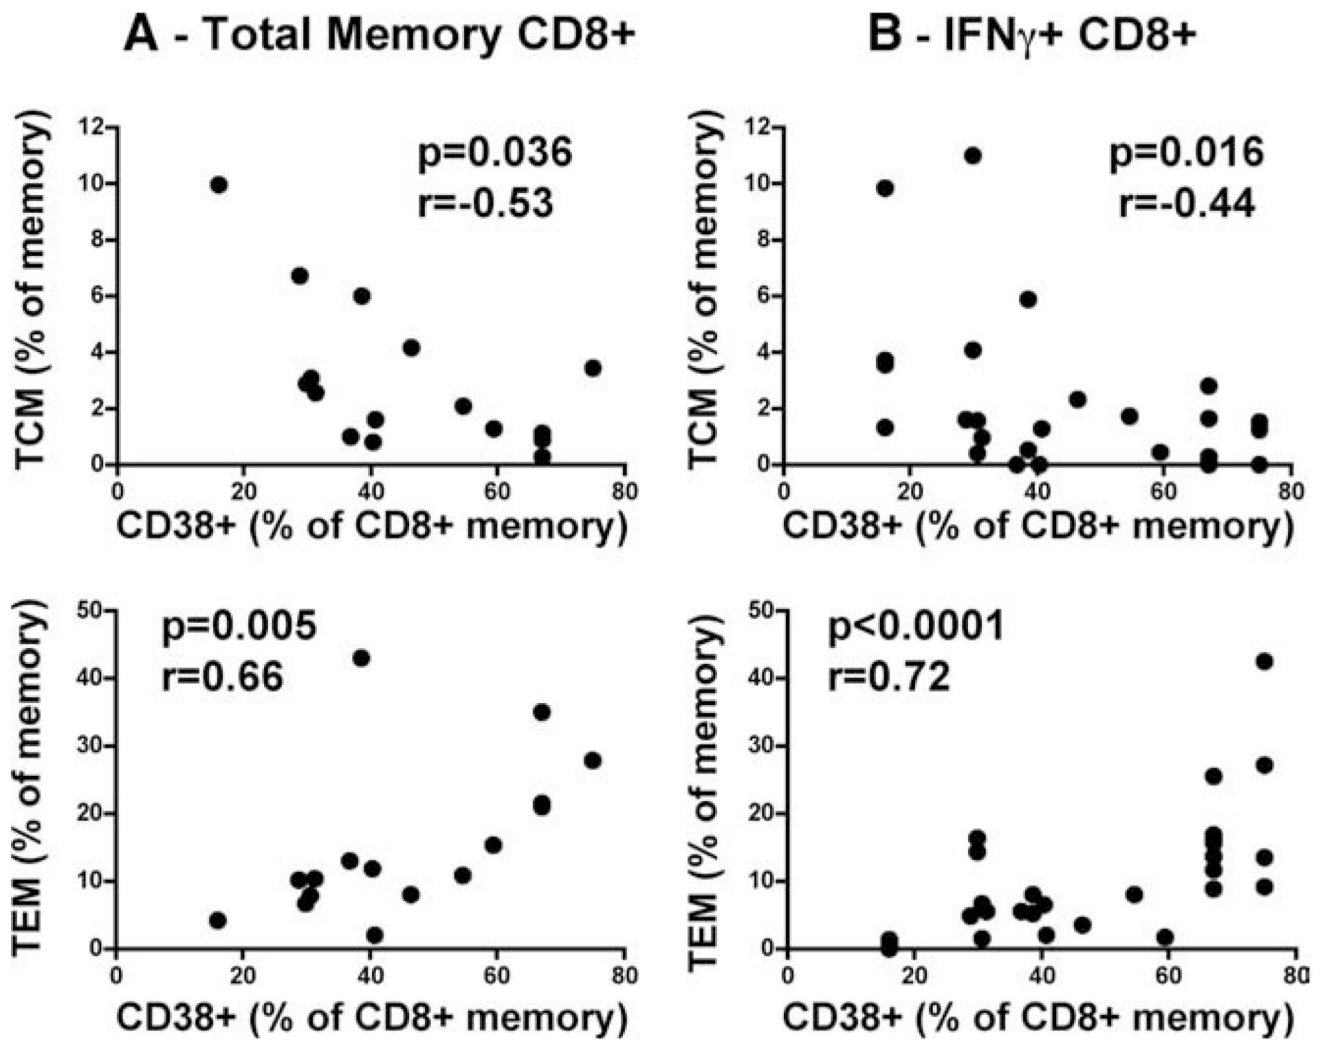 A - Total Memory CD8+
B - IFNγ+ CD8+
TCM (% of memory)
12
10
8
6
4
2
0
p=0.036
r=-0.53
0 20 40 60 80
CD38+ (% of CD8+ memory)
TCM (% of memory)
12
10
8
6
4
2
0
p=0.016
r=-0.44
0 20 40 60 80
CD38+ (% of CD8+ memory)
TEM (% of memory)
50
40
30
20
10
0
p=0.005
r=0.66
0 20 40 60 80
CD38+ (% of CD8+ memory)
TEM (% of memory)
50
40
30
20
10
0
p<0.0001
r=0.72
0 20 40 60 80
CD38+ (% of CD8+ memory)